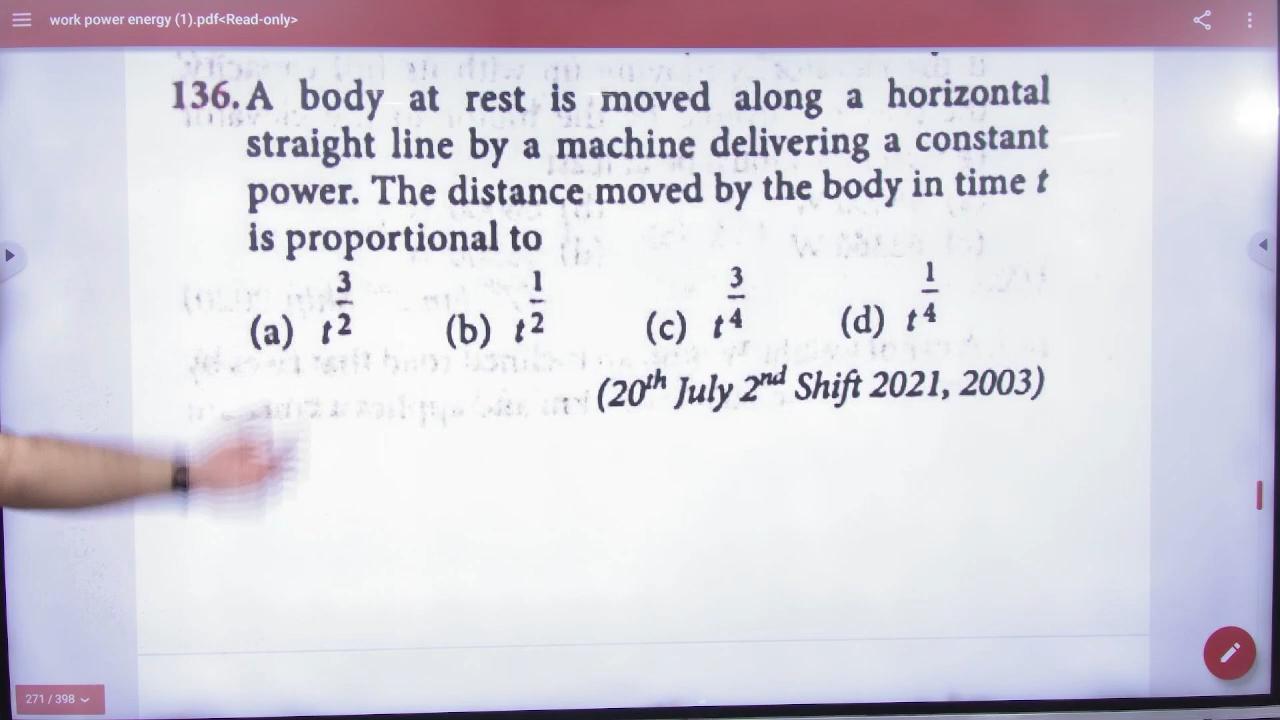 work power energy (1).pdf<Read-only>
136. A body at rest is moved along a horizontal
straight line by a machine delivering a constant
power. The distance moved by the body in time t
is proportional to
(a) t^{3/2} (b) t^{1/2} (c) t^{3/4} (d) t^{1/4}
(20th July 2nd Shift 2021, 2003)
271 / 398